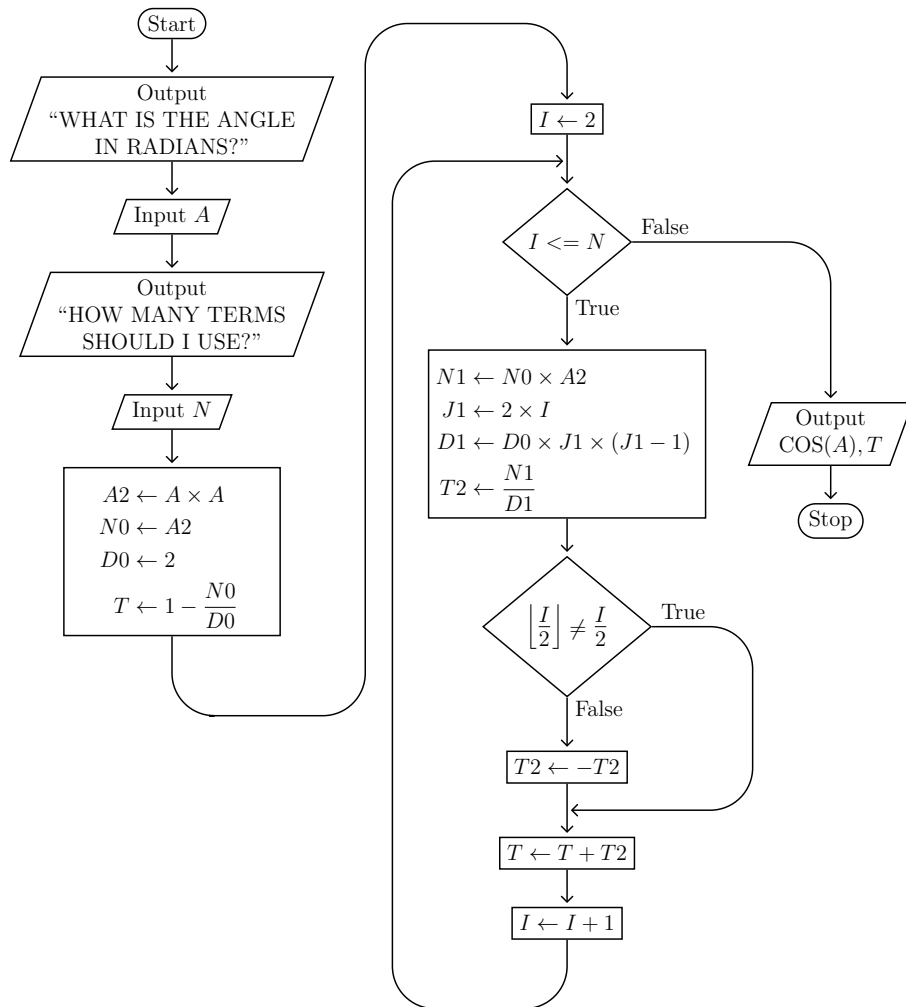 Start
Output
“WHAT IS THE ANGLE
IN RADIANS?”
Input A
Output
“HOW MANY TERMS
SHOULD I USE?”
Input N
A2 ← A × A
N0 ← A2
D0 ← 2
T ← 1 − N0/D0
I ← 2
I <= N
False
True
N1 ← N0 × A2
J1 ← 2 × I
D1 ← D0 × J1 × (J1 − 1)
T2 ← N1/D1
⌊I/2⌋ ≠ I/2
True
False
T2 ← −T2
T ← T + T2
I ← I + 1
Output
COS(A), T
Stop